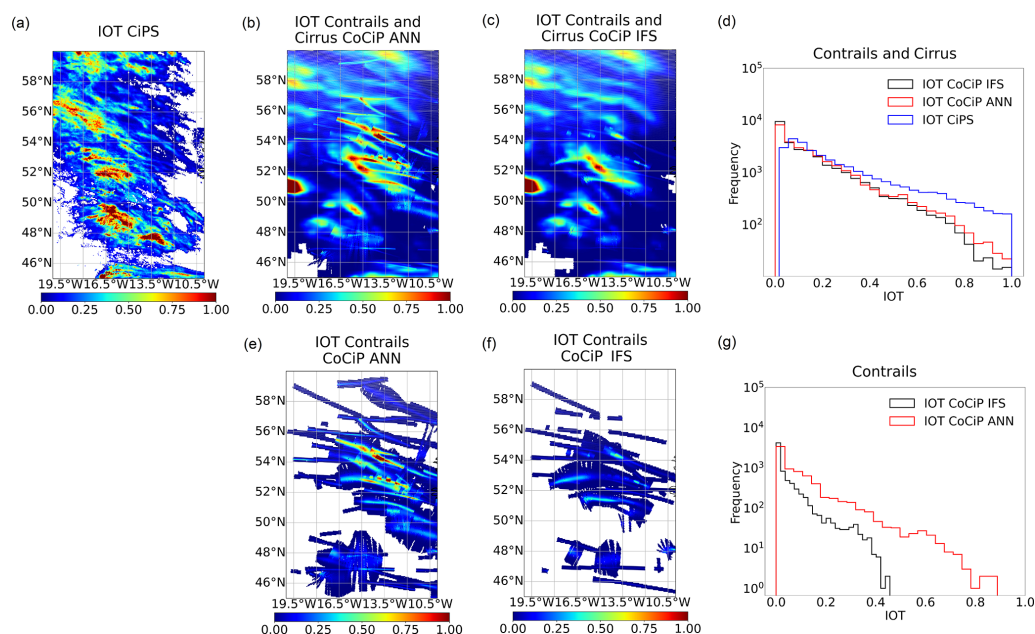 (a)
IOT CiPS
58°N
56°N
54°N
52°N
50°N
48°N
46°N
19.5°W16.5°W13.5°W10.5°W
0.00 0.25 0.50 0.75 1.00
(b)
IOT Contrails and
Cirrus CoCiP ANN
58°N
56°N
54°N
52°N
50°N
48°N
46°N
19.5°W16.5°W13.5°W10.5°W
0.00 0.25 0.50 0.75 1.00
(c)
IOT Contrails and
Cirrus CoCiP IFS
58°N
56°N
54°N
52°N
50°N
48°N
46°N
19.5°W16.5°W13.5°W10.5°W
0.00 0.25 0.50 0.75 1.00
(d)
Contrails and Cirrus
IOT CoCiP IFS
IOT CoCiP ANN
IOT CiPS
Frequency
10^5
10^4
10^3
10^2
0.0 0.2 0.4 0.6 0.8 1.0
IOT
(e)
IOT Contrails
CoCiP ANN
58°N
56°N
54°N
52°N
50°N
48°N
46°N
19.5°W16.5°W13.5°W10.5°W
0.00 0.25 0.50 0.75 1.00
(f)
IOT Contrails
CoCiP IFS
58°N
56°N
54°N
52°N
50°N
48°N
46°N
19.5°W16.5°W13.5°W10.5°W
0.00 0.25 0.50 0.75 1.00
(g)
Contrails
IOT CoCiP IFS
IOT CoCiP ANN
Frequency
10^5
10^4
10^3
10^2
10^1
10^0
0.0 0.2 0.4 0.6 0.8 1.0
IOT